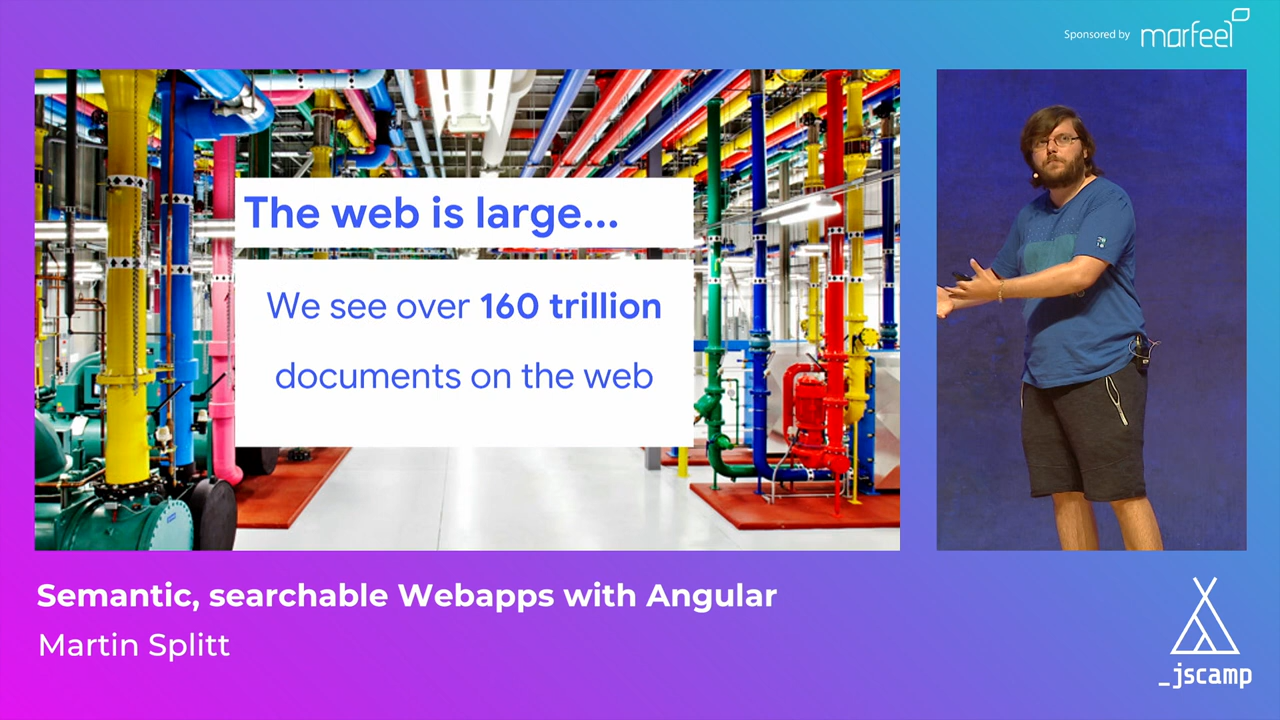 Sponsored by marfeel
The web is large...
We see over 160 trillion
documents on the web
Semantic, searchable Webapps with Angular
Martin Splitt
_jscamp